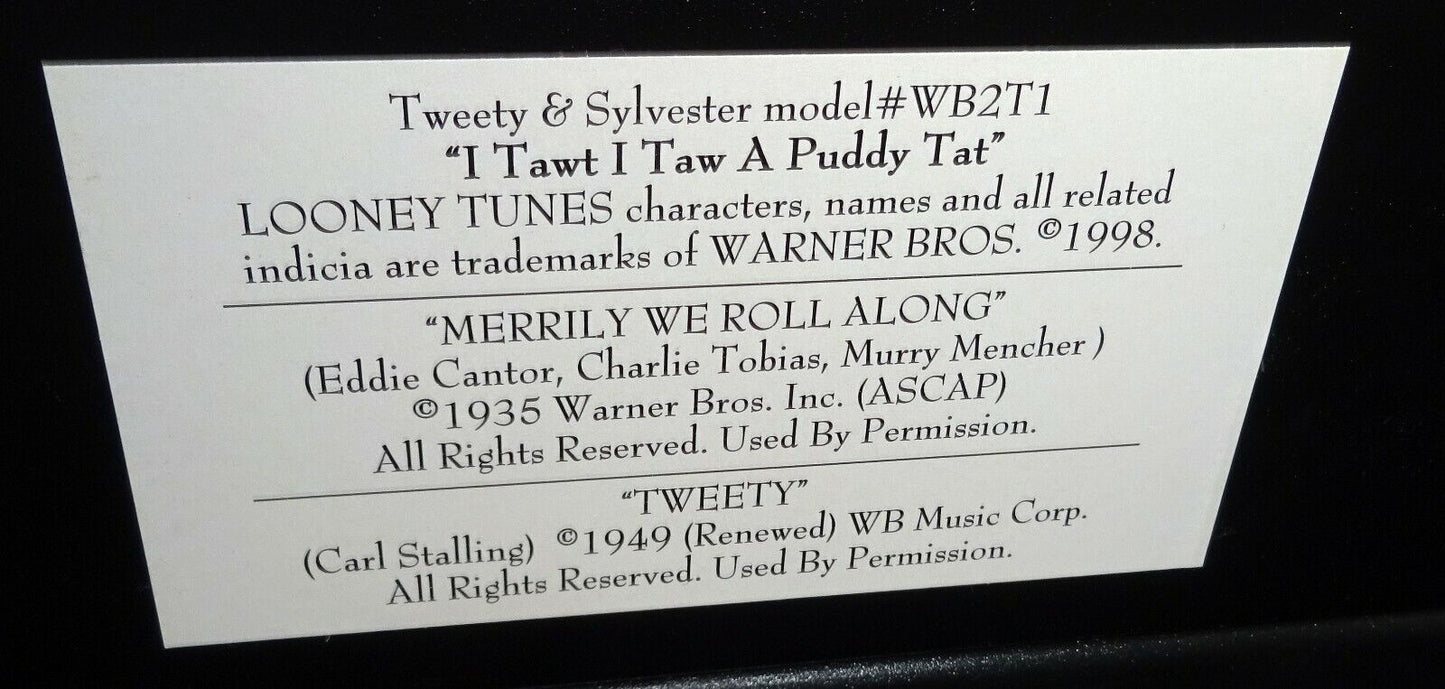 Tweety & Sylvester model#WB2T1
“I Tawt I Taw A Puddy Tat”
LOONEY TUNES characters, names and all related
indicia are trademarks of WARNER BROS. ©1998.
“MERRILY WE ROLL ALONG”
(Eddie Cantor, Charlie Tobias, Murry Mencher )
©1935 Warner Bros. Inc. (ASCAP)
All Rights Reserved. Used By Permission.
“TWEETY”
(Carl Stalling) ©1949 (Renewed) WB Music Corp.
All Rights Reserved. Used By Permission.